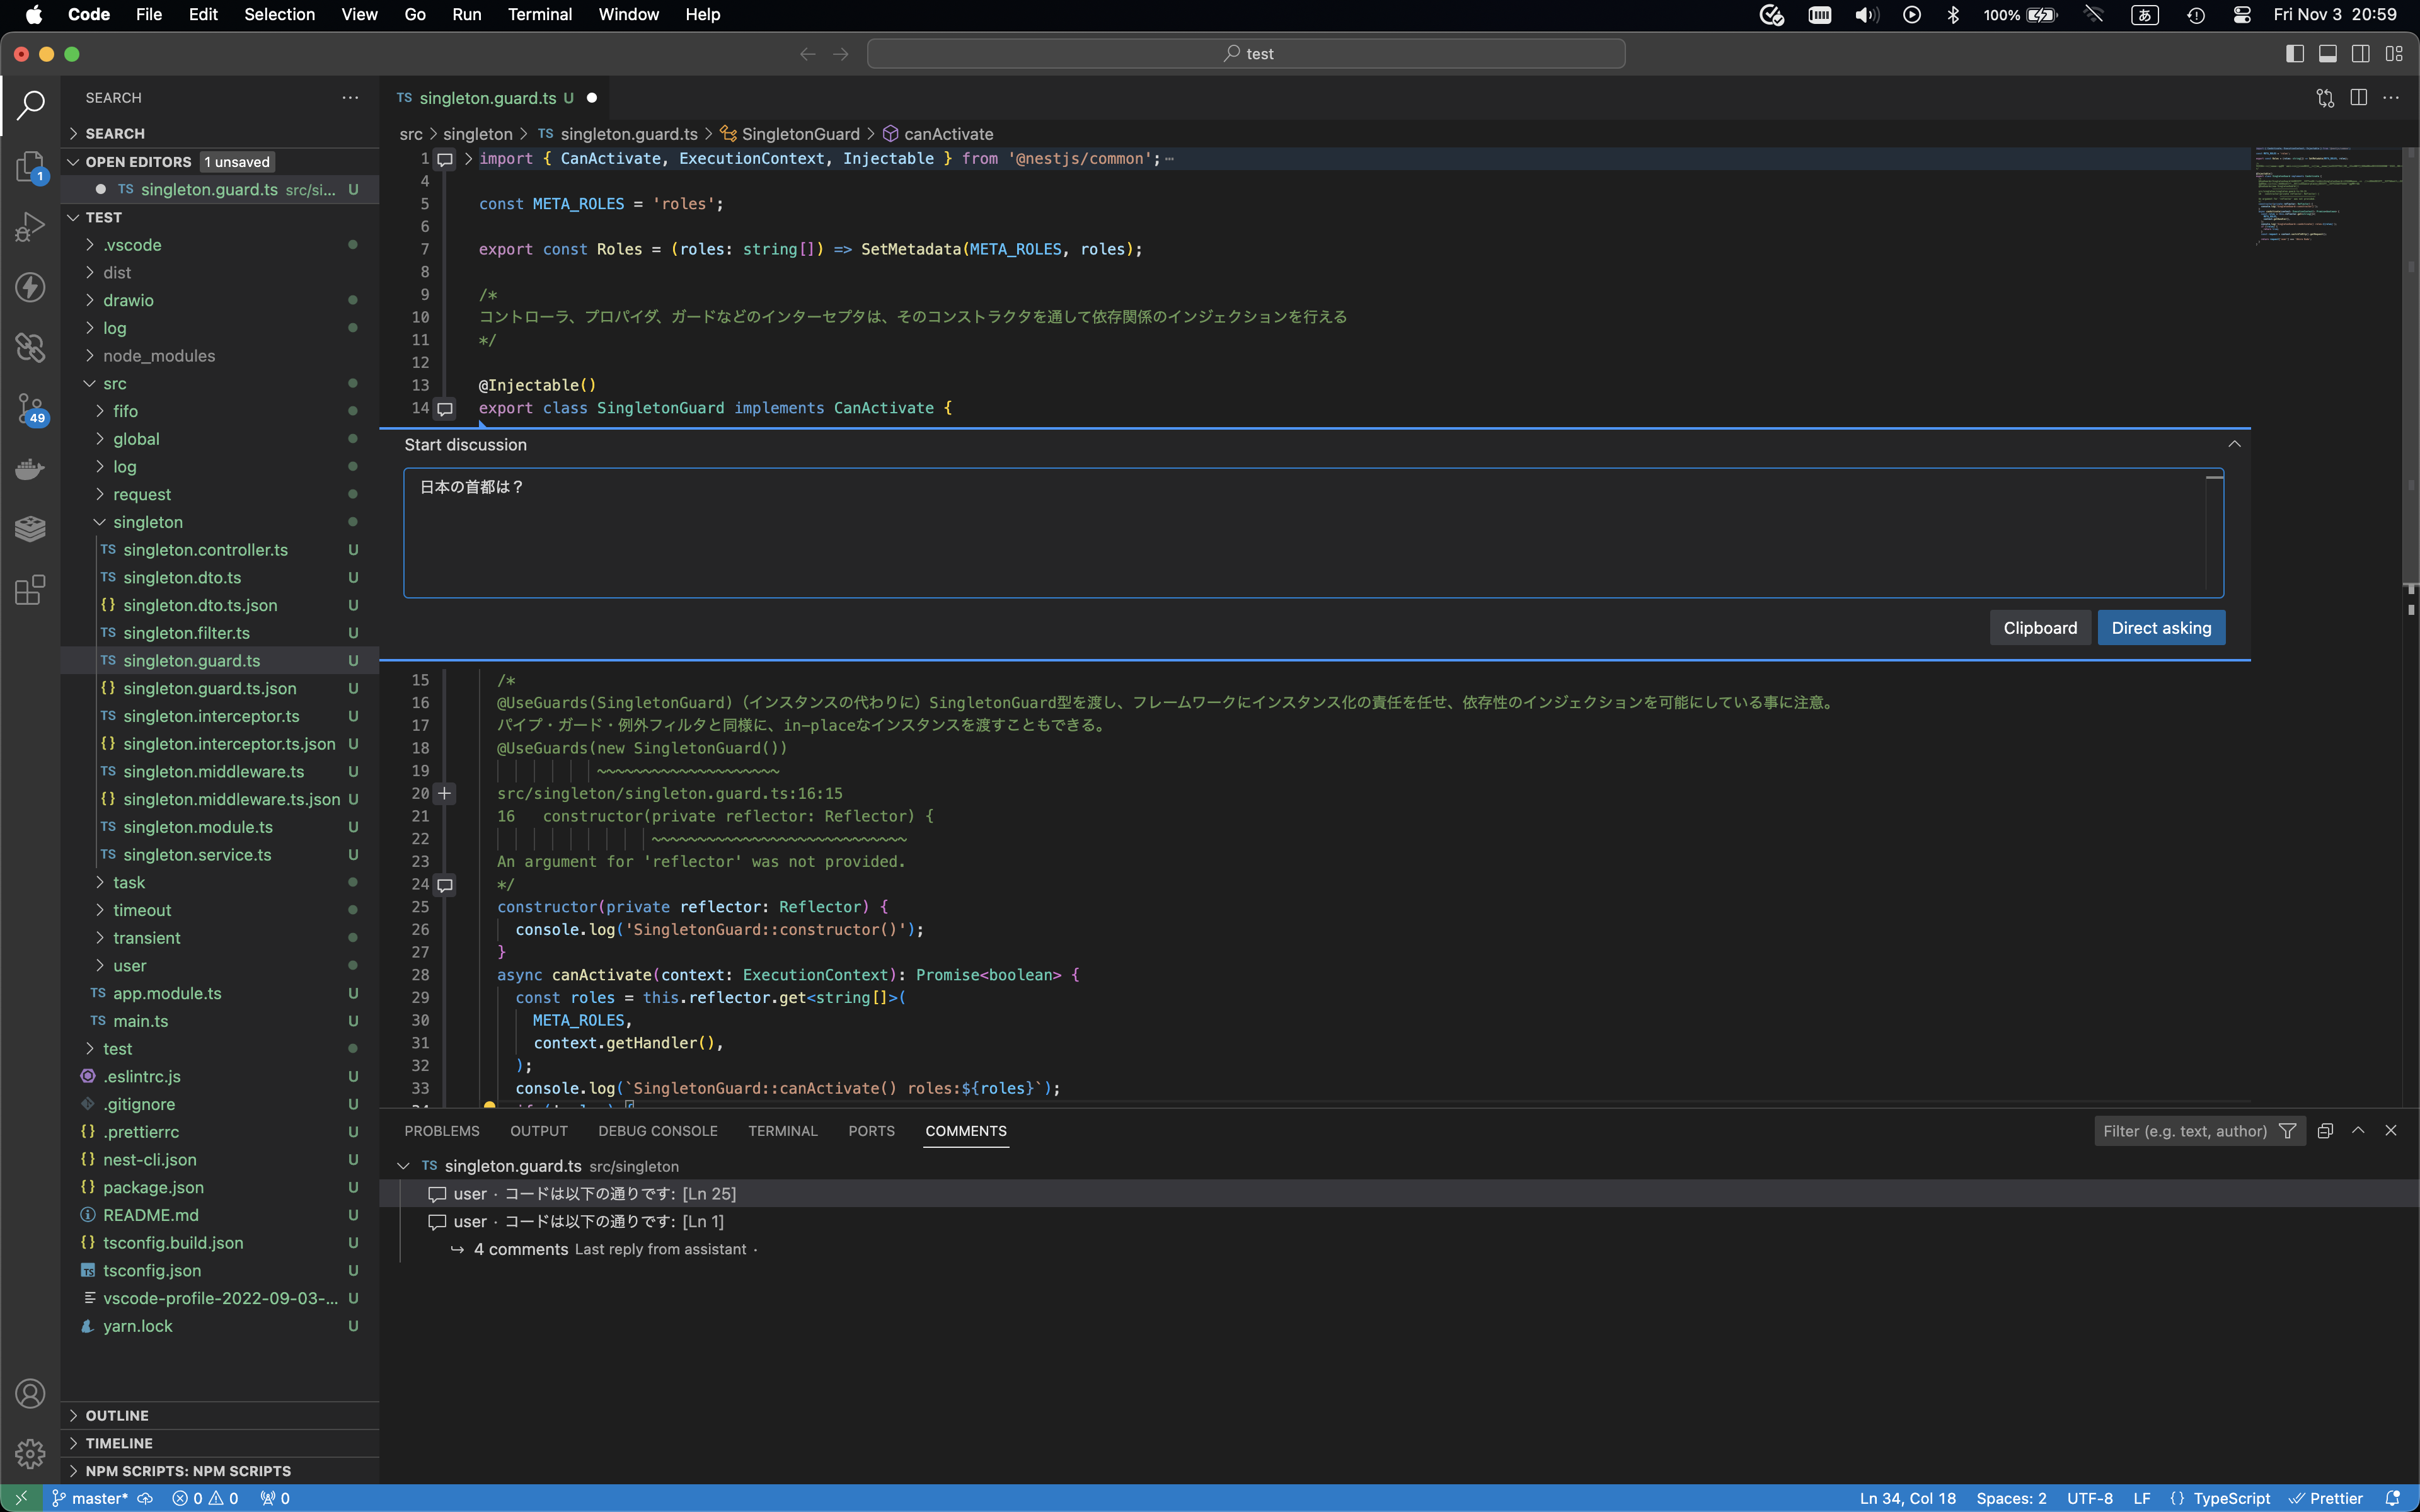 Code File Edit Selection View Go Run Terminal Window Help 100% あ Fri Nov 3 20:59
test
SEARCH
SEARCH
OPEN EDITORS 1 unsaved
TS singleton.guard.ts src/si... U
TEST
.vscode
dist
drawio
log
node_modules
src
fifo
global
log
request
singleton
TS singleton.controller.ts U
TS singleton.dto.ts U
{} singleton.dto.ts.json U
TS singleton.filter.ts U
TS singleton.guard.ts U
{} singleton.guard.ts.json U
TS singleton.interceptor.ts U
{} singleton.interceptor.ts.json U
TS singleton.middleware.ts U
{} singleton.middleware.ts.json U
TS singleton.module.ts U
TS singleton.service.ts U
task
timeout
transient
user
TS app.module.ts U
TS main.ts U
test
.eslintrc.js U
.gitignore U
{} .prettierrc U
{} nest-cli.json U
{} package.json U
README.md U
{} tsconfig.build.json U
TS tsconfig.json U
vscode-profile-2022-09-03-... U
yarn.lock U
OUTLINE
TIMELINE
NPM SCRIPTS: NPM SCRIPTS
1
49
TS singleton.guard.ts U
src > singleton > TS singleton.guard.ts > SingletonGuard > canActivate
1 import { CanActivate, ExecutionContext, Injectable } from '@nestjs/common';
4
5 const META_ROLES = 'roles';
6
7 export const Roles = (roles: string[]) => SetMetadata(META_ROLES, roles);
8
9 /*
10 コントローラ、プロパイダ、ガードなどのインターセプタは、そのコンストラクタを通して依存関係のインジェクションを行える
11 */
12
13 @Injectable()
14 export class SingletonGuard implements CanActivate {
Start discussion
日本の首都は？
Clipboard Direct asking
15 /*
16 @UseGuards(SingletonGuard)（インスタンスの代わりに）SingletonGuard型を渡し、フレームワークにインスタンス化の責任を任せ、依存性のインジェクションを可能にしている事に注意。
17 パイプ・ガード・例外フィルタと同様に、in-placeなインスタンスを渡すこともできる。
18 @UseGuards(new SingletonGuard())
19 ~~~~~~~~~~~~~~~~~~~~
20 src/singleton/singleton.guard.ts:16:15
21 16 constructor(private reflector: Reflector) {
22 ~~~~~~~~~~~~~~~~~~~~~~~~~~~~
23 An argument for 'reflector' was not provided.
24 */
25 constructor(private reflector: Reflector) {
26 console.log('SingletonGuard::constructor()');
27 }
28 async canActivate(context: ExecutionContext): Promise<boolean> {
29 const roles = this.reflector.get<string[]>(
30 META_ROLES,
31 context.getHandler(),
32 );
33 console.log(`SingletonGuard::canActivate() roles:${roles}`);
PROBLEMS OUTPUT DEBUG CONSOLE TERMINAL PORTS COMMENTS Filter (e.g. text, author)
TS singleton.guard.ts src/singleton
user · コードは以下の通りです: [Ln 25]
user · コードは以下の通りです: [Ln 1]
4 comments Last reply from assistant ·
master* 0 0 0 Ln 34, Col 18 Spaces: 2 UTF-8 LF {} TypeScript Prettier